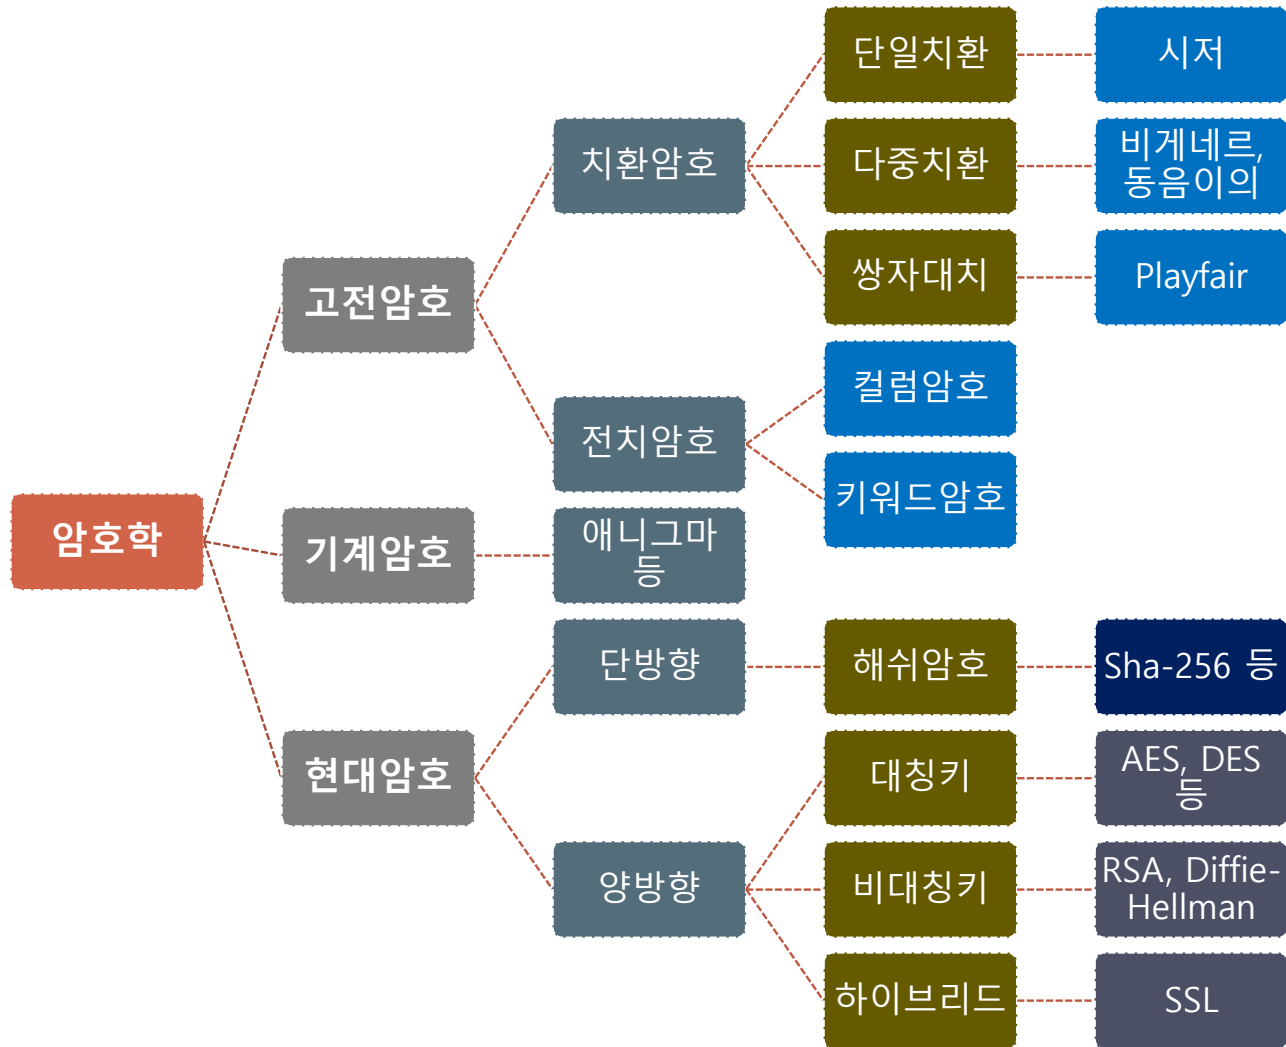 단일치환
시저
치환암호
다중치환
비게네르,
동음이의
쌍자대치
Playfair
고전암호
전치암호
컬럼암호
키워드암호
암호학
기계암호
애니그마
등
단방향
해쉬암호
Sha-256 등
현대암호
대칭키
AES, DES
등
양방향
비대칭키
RSA, Diffie-
Hellman
하이브리드
SSL